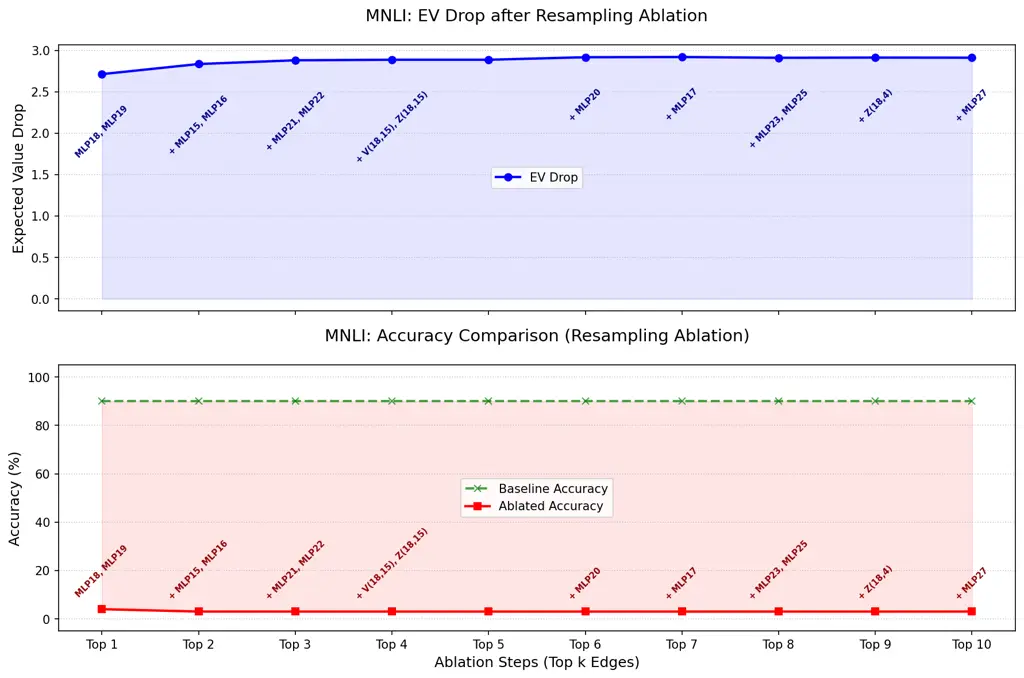 MNLI: EV Drop after Resampling Ablation
Expected Value Drop
3.0
2.5
2.0
1.5
1.0
0.5
0.0
MLP18, MLP19
+ MLP15, MLP16
+ MLP21, MLP22
+ V(18,15), Z(18,15)
+ MLP20
+ MLP17
+ MLP23, MLP25
+ Z(18,4)
+ MLP27
EV Drop
MNLI: Accuracy Comparison (Resampling Ablation)
Accuracy (%)
100
80
60
40
20
0
Baseline Accuracy
Ablated Accuracy
MLP18, MLP19
+ MLP15, MLP16
+ MLP21, MLP22
+ V(18,15), Z(18,15)
+ MLP20
+ MLP17
+ MLP23, MLP25
+ Z(18,4)
+ MLP27
Top 1 Top 2 Top 3 Top 4 Top 5 Top 6 Top 7 Top 8 Top 9 Top 10
Ablation Steps (Top k Edges)